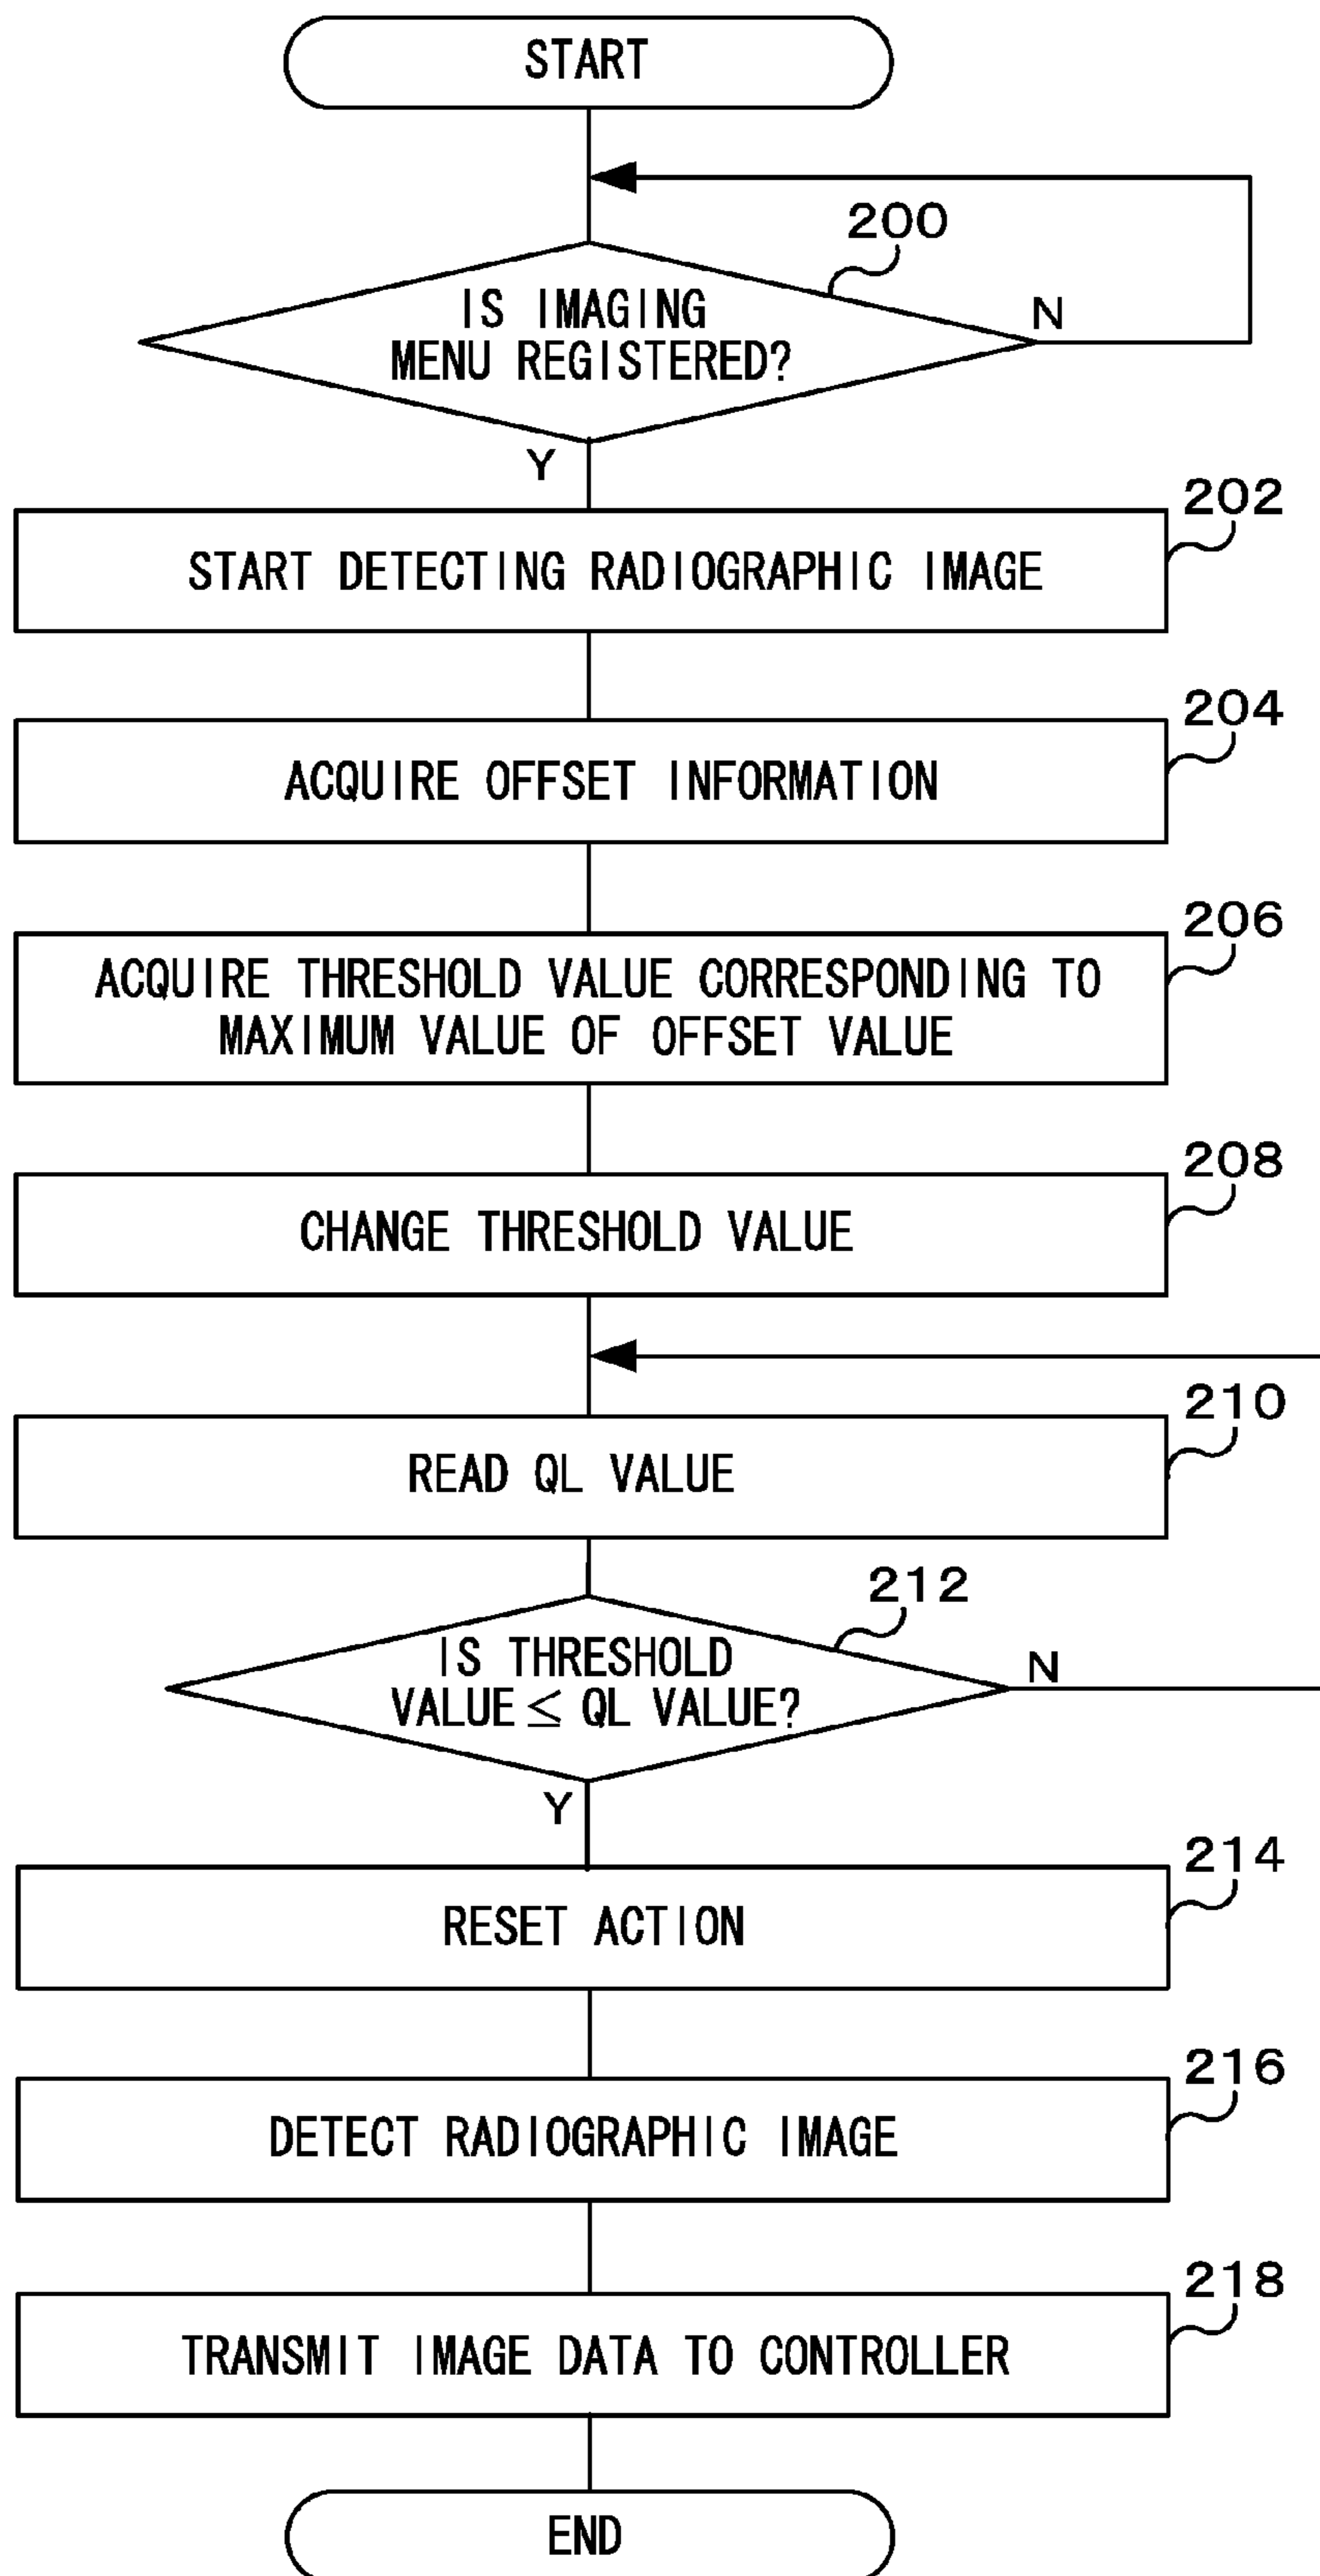 START
200
IS IMAGING
MENU REGISTERED?
N
Y
202
START DETECTING RADIOGRAPHIC IMAGE
204
ACQUIRE OFFSET INFORMATION
206
ACQUIRE THRESHOLD VALUE CORRESPONDING TO
MAXIMUM VALUE OF OFFSET VALUE
208
CHANGE THRESHOLD VALUE
210
READ QL VALUE
212
IS THRESHOLD
VALUE ≤ QL VALUE?
N
Y
214
RESET ACTION
216
DETECT RADIOGRAPHIC IMAGE
218
TRANSMIT IMAGE DATA TO CONTROLLER
END